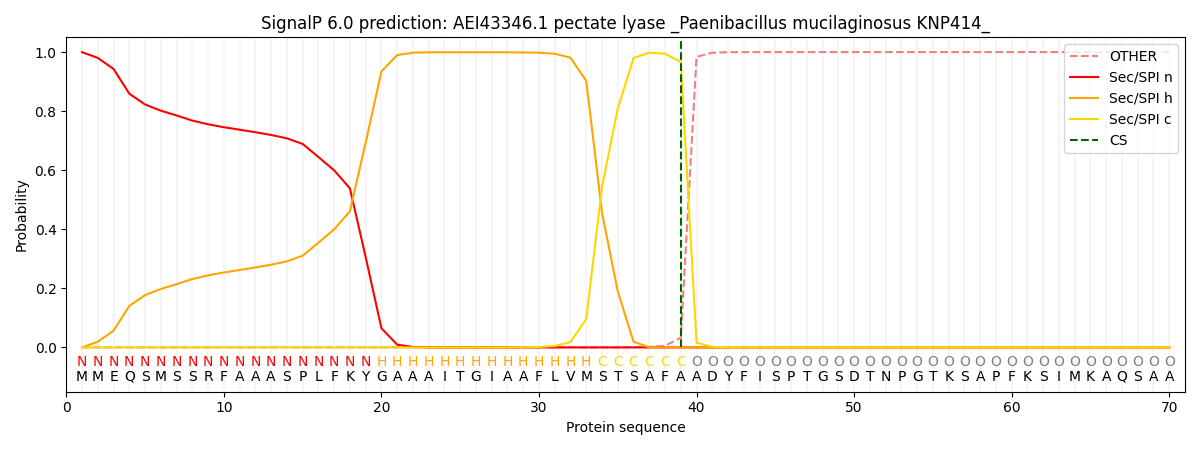 SignalP 6.0 prediction: AEI43346.1 pectate lyase _Paenibacillus mucilaginosus KNP414_
Probability
1.0
0.8
0.6
0.4
0.2
0.0
OTHER
Sec/SPI n
Sec/SPI h
Sec/SPI c
CS
N N N N N N N N N N N N N N N N N N N H H H H H H H H H H H H H H C C C C C C O O O O O O O O O O O O O O O O O O O O O O O O O O O O O O O
M M E Q S M S S R F A A A S P L F K Y G A A A I T G I A A F L V M S T S A F A A D Y F I S P T G S D T N P G T K S A P F K S I M K A Q S A A
0 10 20 30 40 50 60 70
Protein sequence